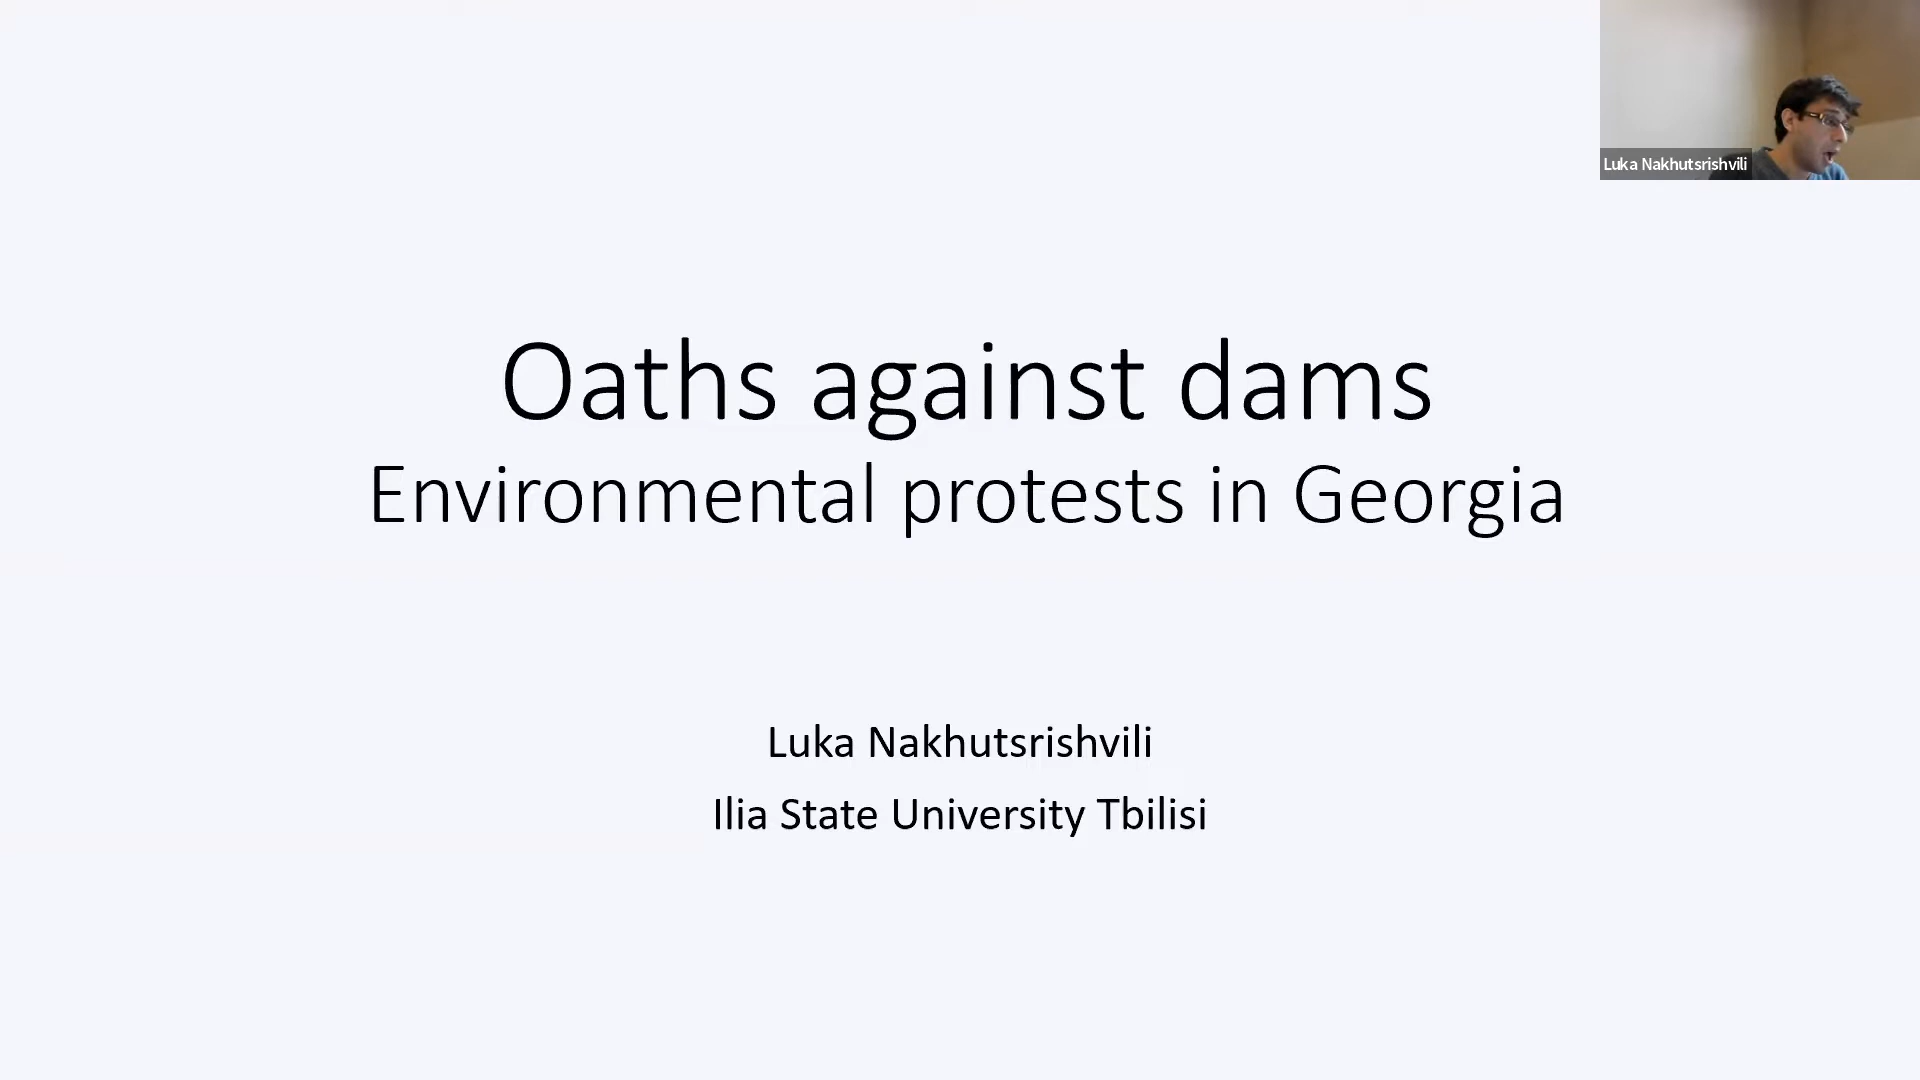 Luka Nakhutsrishvili
Oaths against dams
Environmental protests in Georgia
Luka Nakhutsrishvili
Ilia State University Tbilisi